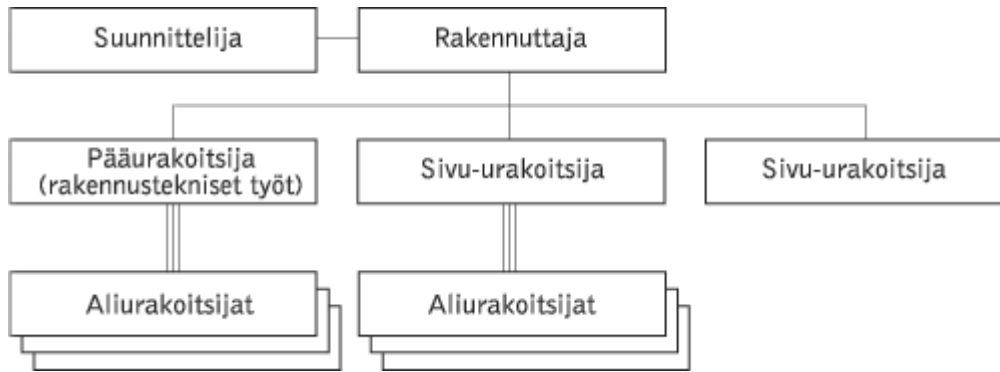 Suunnittelija
Rakennuttaja
Pääurakoitsija
(rakennustekniset työt)
Sivu-urakoitsija
Sivu-urakoitsija
Aliurakoitsijat
Aliurakoitsijat